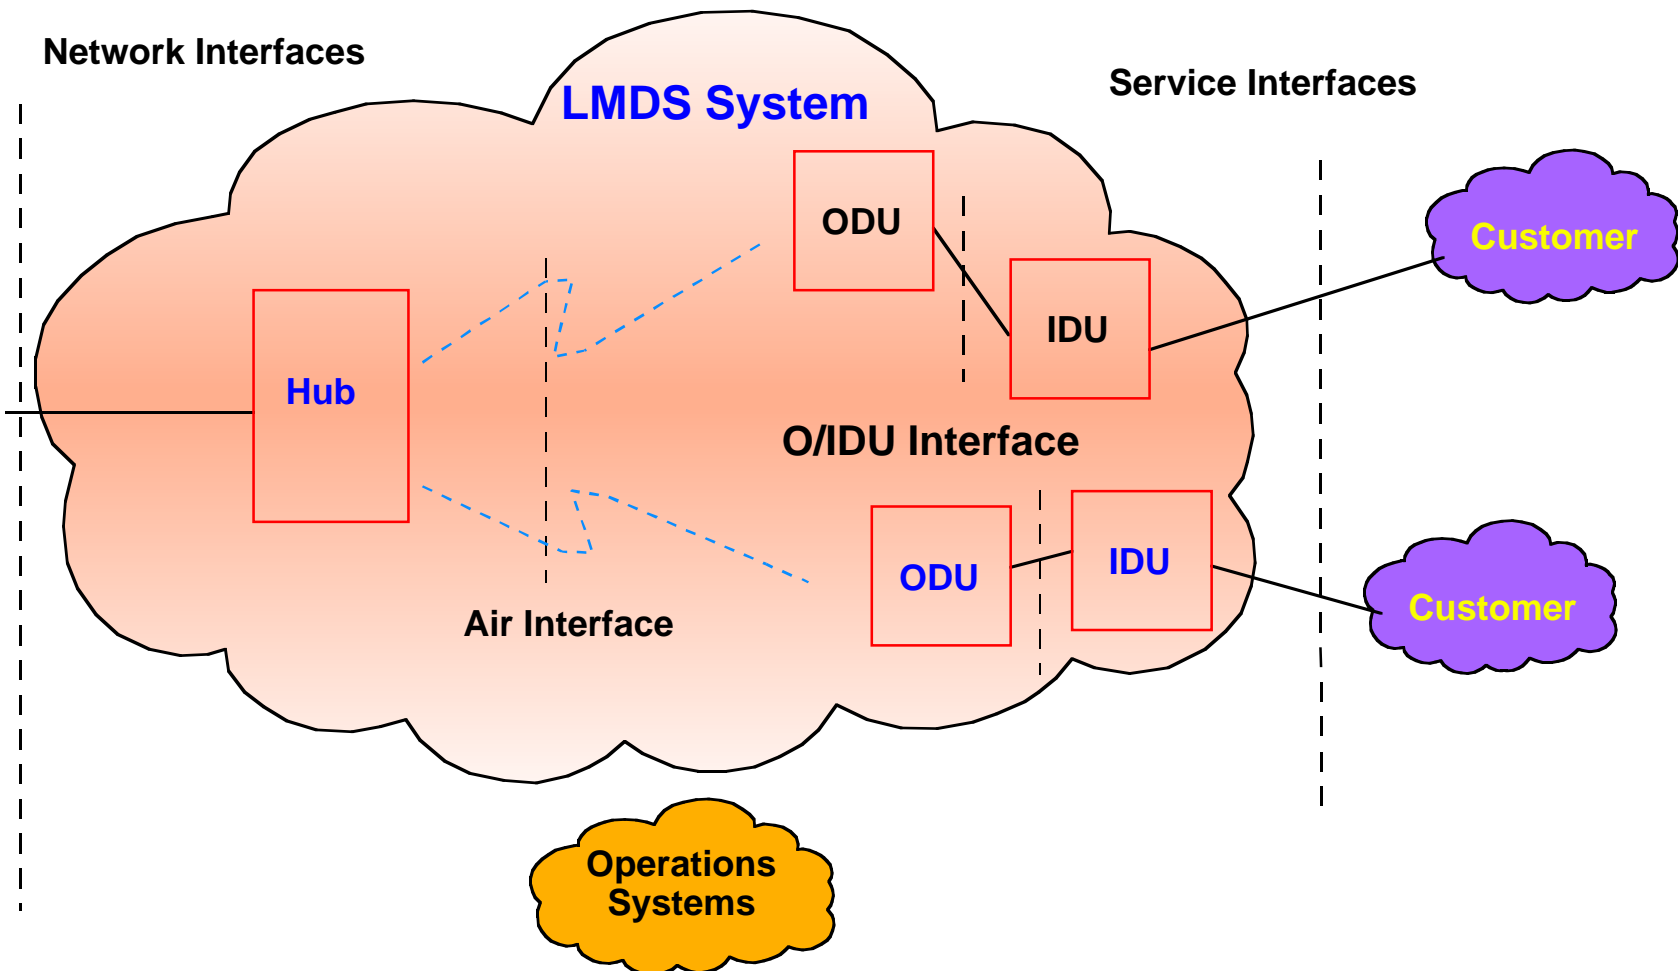 Network Interfaces
LMDS System
Service Interfaces
ODU
Customer
IDU
Hub
O/IDU Interface
ODU
IDU
Customer
Air Interface
Operations
Systems